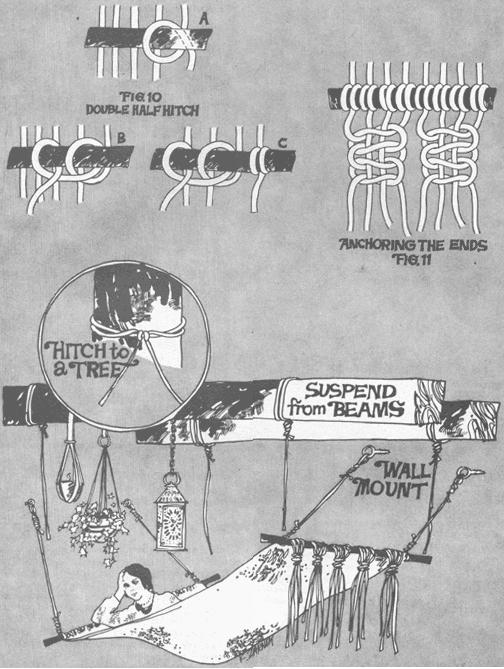 A
FIG 10
DOUBLE HALF HITCH
B
C
ANCHORING THE ENDS
FIG. 11
HITCH to
a TREE
SUSPEND
from BEAMS
WALL
MOUNT